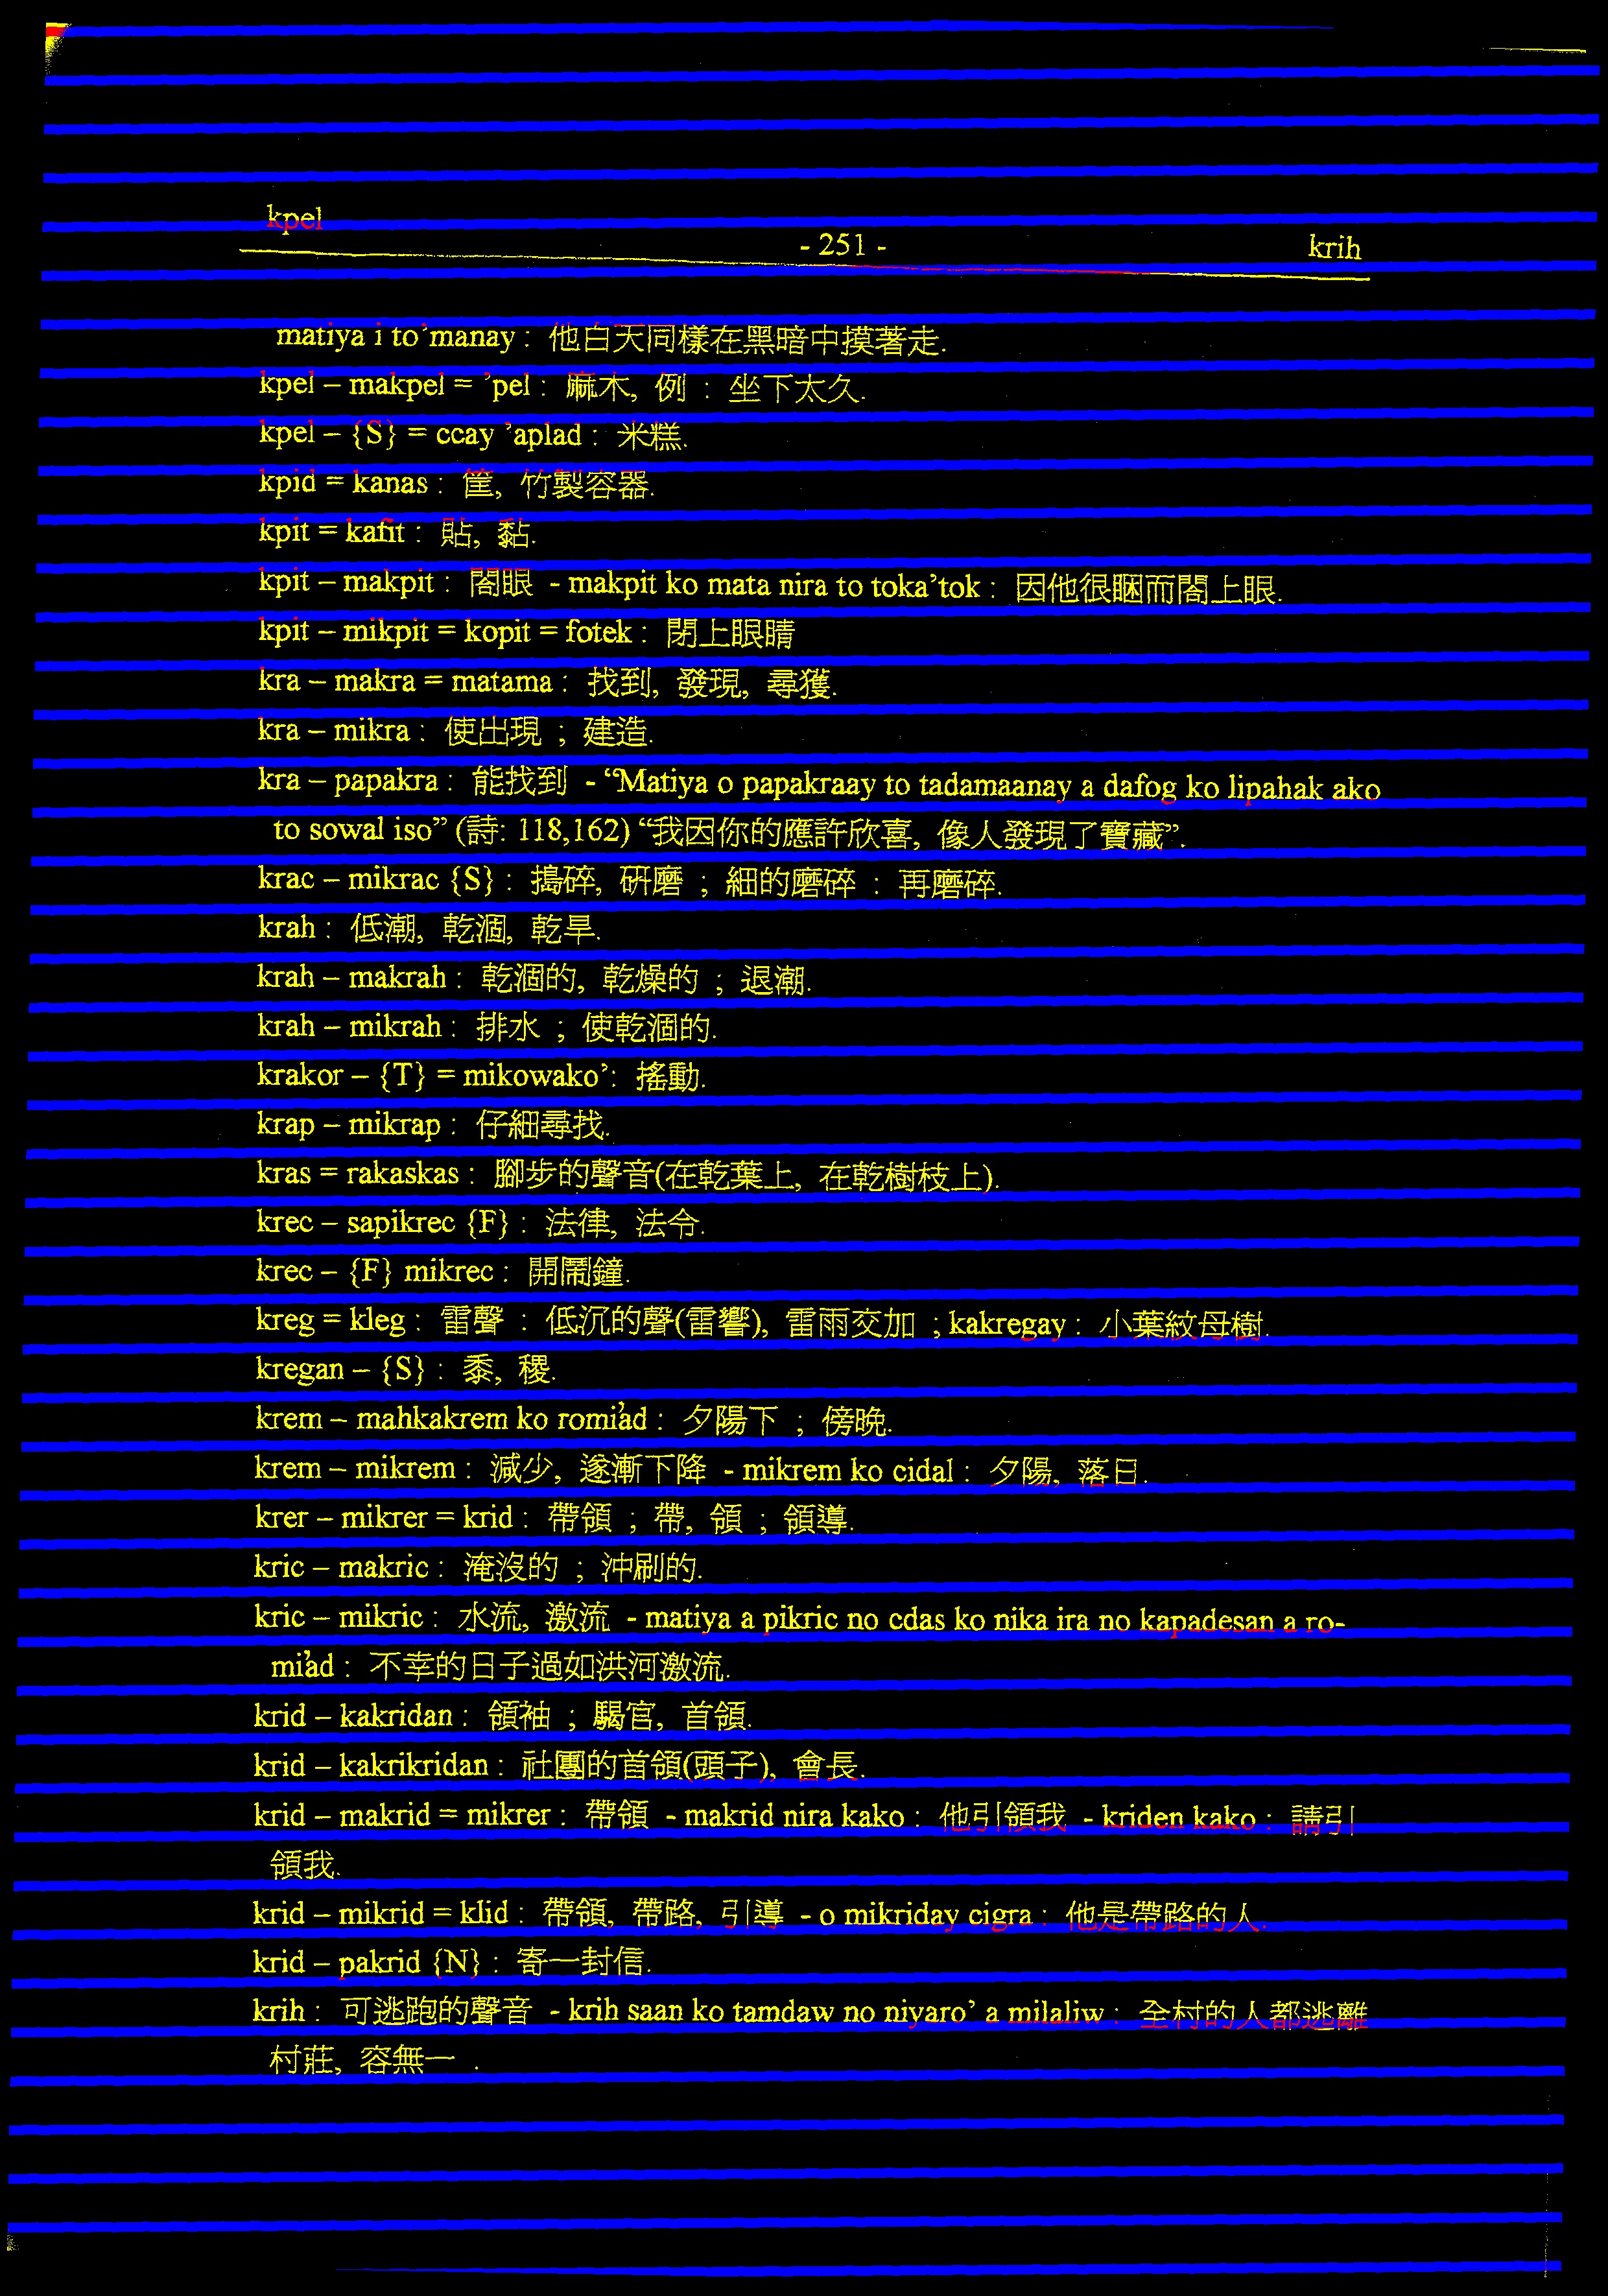 kpel
- 251 -
krih
matiya i to'manay : 他白天同樣在黑暗中摸著走.
kpel – makpel = 'pel : 麻木, 例 : 坐下太久.
kpel – {S} = ccay 'aplad : 米糕.
kpid = kanas : 筐, 竹製容器.
kpit = kafit : 貼, 黏.
kpit – makpit : 閤眼 - makpit ko mata nira to toka'tok : 因他很睏而閤上眼.
kpit – mikpit = kopit = fotek : 閉上眼睛
kra – makra = matama : 找到, 發現, 尋獲.
kra – mikra : 使出現 ; 建造.
kra – papakra : 能找到 - “Matiya o papakraay to tadamaanay a dafog ko lipahak ako
to sowal iso” (詩: 118,162) “我因你的應許欣喜, 像人發現了寶藏”.
krac – mikrac {S} : 搗碎, 研磨 ; 細的磨碎 : 再磨碎.
krah : 低潮, 乾涸, 乾旱.
krah – makrah : 乾涸的, 乾燥的 ; 退潮.
krah – mikrah : 排水 ; 使乾涸的.
krakor – {T} = mikowako': 搖動.
krap – mikrap : 仔細尋找.
kras = rakaskas : 腳步的聲音(在乾葉上, 在乾樹枝上).
krec – sapikrec {F} : 法律, 法令.
krec – {F} mikrec : 開鬧鐘.
kreg = kleg : 雷聲 : 低沉的聲(雷響), 雷雨交加 ; kakregay : 小葉紋母樹.
kregan – {S} : 黍, 稷.
krem – mahkakrem ko romi'ad : 夕陽下 ; 傍晚.
krem – mikrem : 減少, 遂漸下降 - mikrem ko cidal : 夕陽, 落日.
krer – mikrer = krid : 帶領 ; 帶, 領 ; 領導.
kric – makric : 淹沒的 ; 沖刷的.
kric – mikric : 水流, 激流 - matiya a pikric no cdas ko nika ira no kapadesan a ro-
mi'ad : 不幸的日子過如洪河激流.
krid – kakridan : 領袖 ; 官, 首領.
krid – kakrikridan : 社團的首領(頭子), 會長.
krid – makrid = mikrer : 帶領 - makrid nira kako : 他引領我 - kriden kako : 請引
領我.
krid – mikrid = klid : 帶領, 帶路, 引導 - o mikriday cigra : 他是帶路的人.
krid – pakrid {N} : 寄一封信.
krih : 可逃跑的聲音 - krih saan ko tamdaw no niyaro' a milaliw : 全村的人都逃離
村莊, 容無一 .